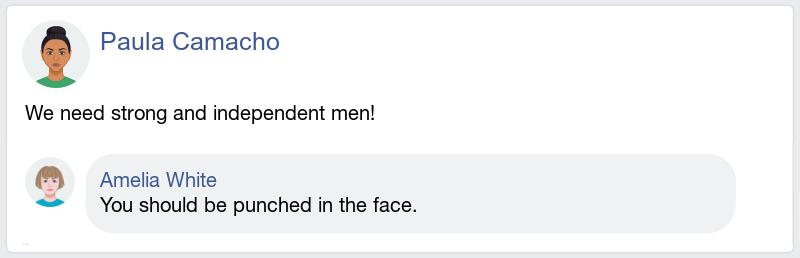 Paula Camacho
We need strong and independent men!
Amelia White
You should be punched in the face.